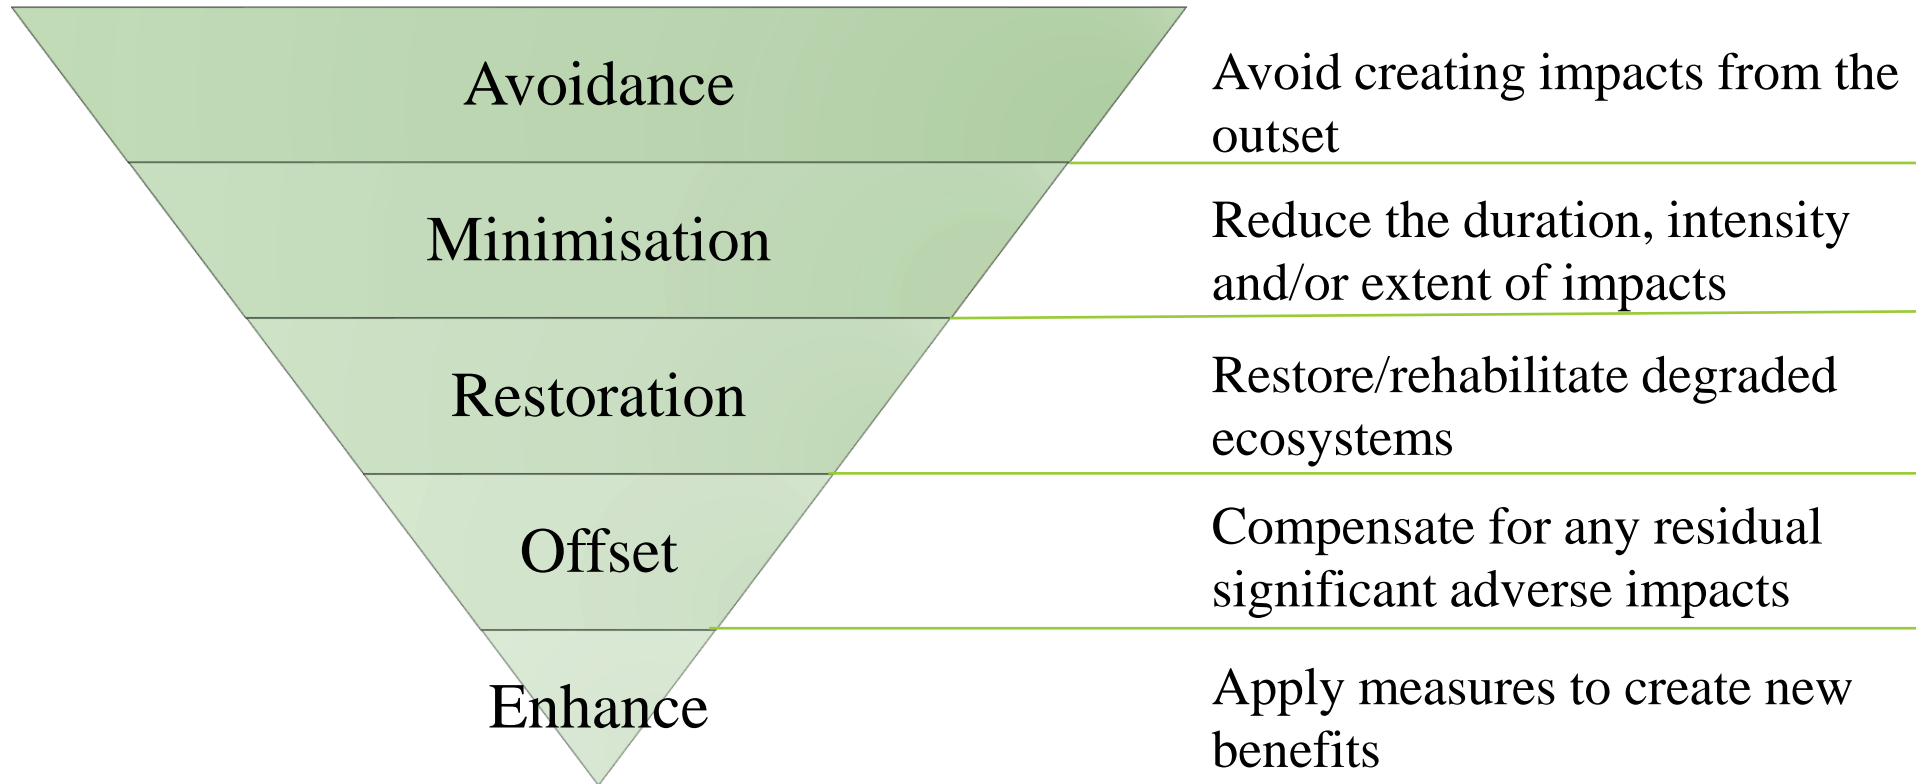 Avoidance
Avoid creating impacts from the
outset
Minimisation
Reduce the duration, intensity
and/or extent of impacts
Restoration
Restore/rehabilitate degraded
ecosystems
Offset
Compensate for any residual
significant adverse impacts
Enhance
Apply measures to create new
benefits